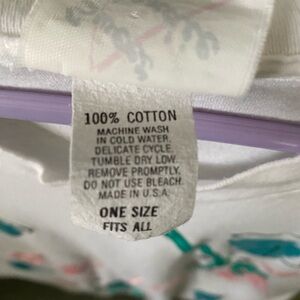 100% COTTON
MACHINE WASH
IN COLD WATER
DELICATE CYCLE
TUMBLE DRY LOW.
REMOVE PROMPTLY.
DO NOT USE BLEACH.
MADE IN U.S.A.
ONE SIZE
FITS ALL